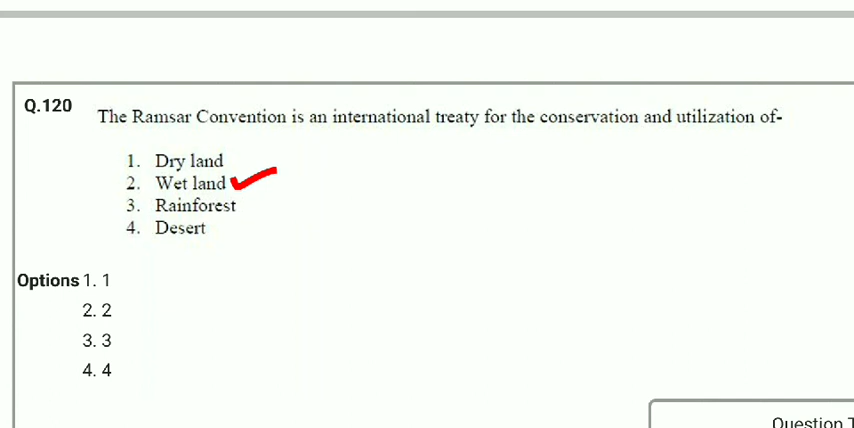 Q.120
The Ramsar Convention is an international treaty for the conservation and utilization of-
1. Dry land
2. Wet land
3. Rainforest
4. Desert
Options 1. 1
2. 2
3. 3
4. 4
Question